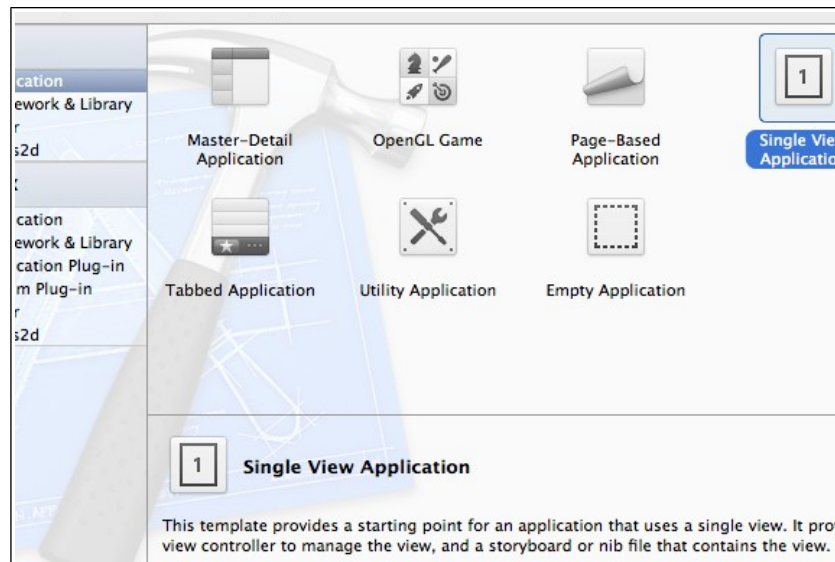 cation
ework & Library
r
s2d
cation
ework & Library
cation Plug-in
m Plug-in
r
s2d
Master-Detail
Application
OpenGL Game
Page-Based
Application
1
Single Vie
Applicatio
Tabbed Application
Utility Application
Empty Application
1
Single View Application
This template provides a starting point for an application that uses a single view. It pro
view controller to manage the view, and a storyboard or nib file that contains the view.